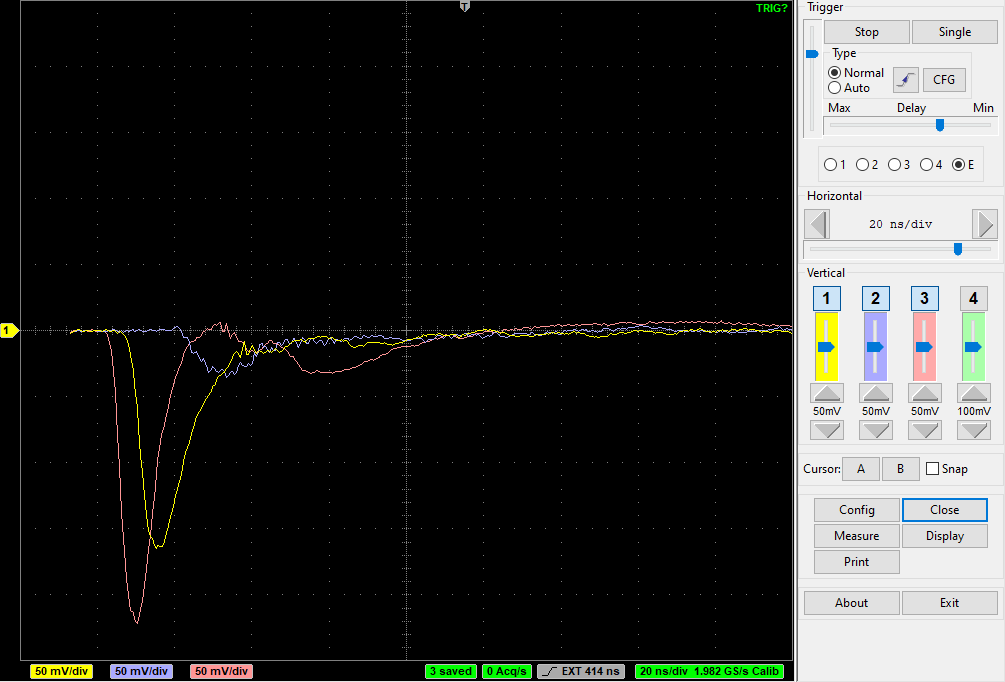 T
TRIG?
1
50 mV/div
50 mV/div
50 mV/div
3 saved
0 Acq/s
EXT 414 ns
20 ns/div 1.982 GS/s Calib
Trigger
Stop
Single
Type
Normal
Auto
CFG
Max Delay Min
1 2 3 4 E
Horizontal
20 ns/div
Vertical
1 2 3 4
50mV 50mV 50mV 100mV
Cursor: A B Snap
Config Close
Measure Display
Print
About Exit